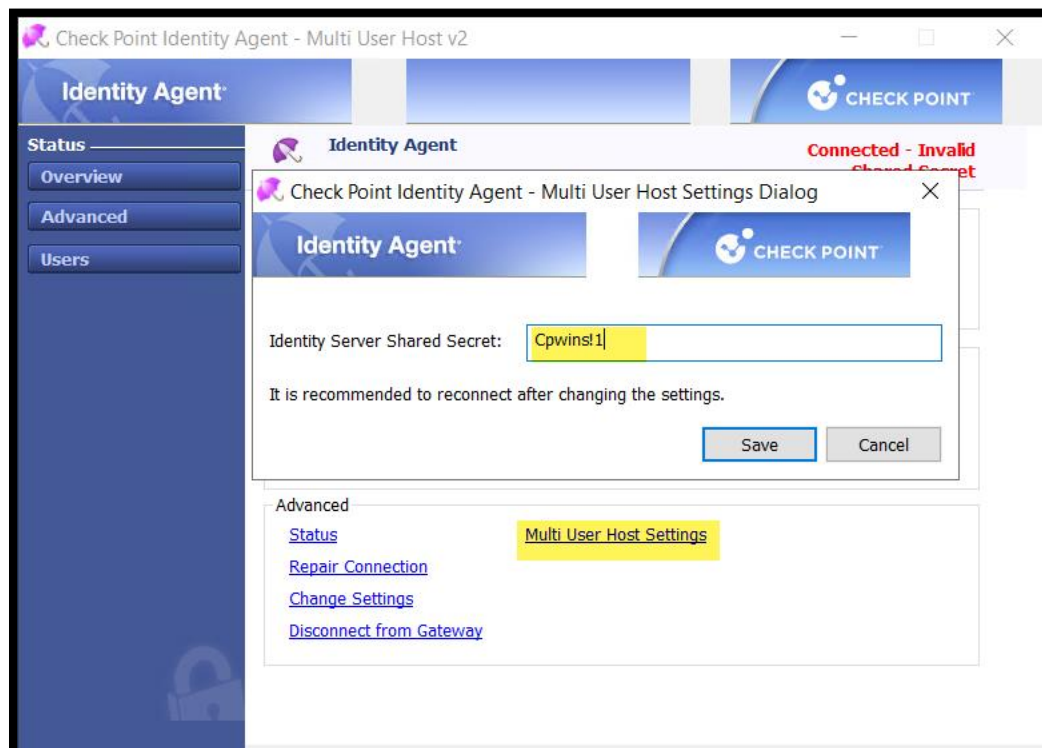 Check Point Identity Agent - Multi User Host v2
Identity Agent
CHECK POINT
Status
Overview
Advanced
Users
Identity Agent
Connected - Invalid
Shared Secret
Check Point Identity Agent - Multi User Host Settings Dialog
Identity Agent
CHECK POINT
Identity Server Shared Secret:
Cpwins!1
It is recommended to reconnect after changing the settings.
Save
Cancel
Advanced
Status
Multi User Host Settings
Repair Connection
Change Settings
Disconnect from Gateway